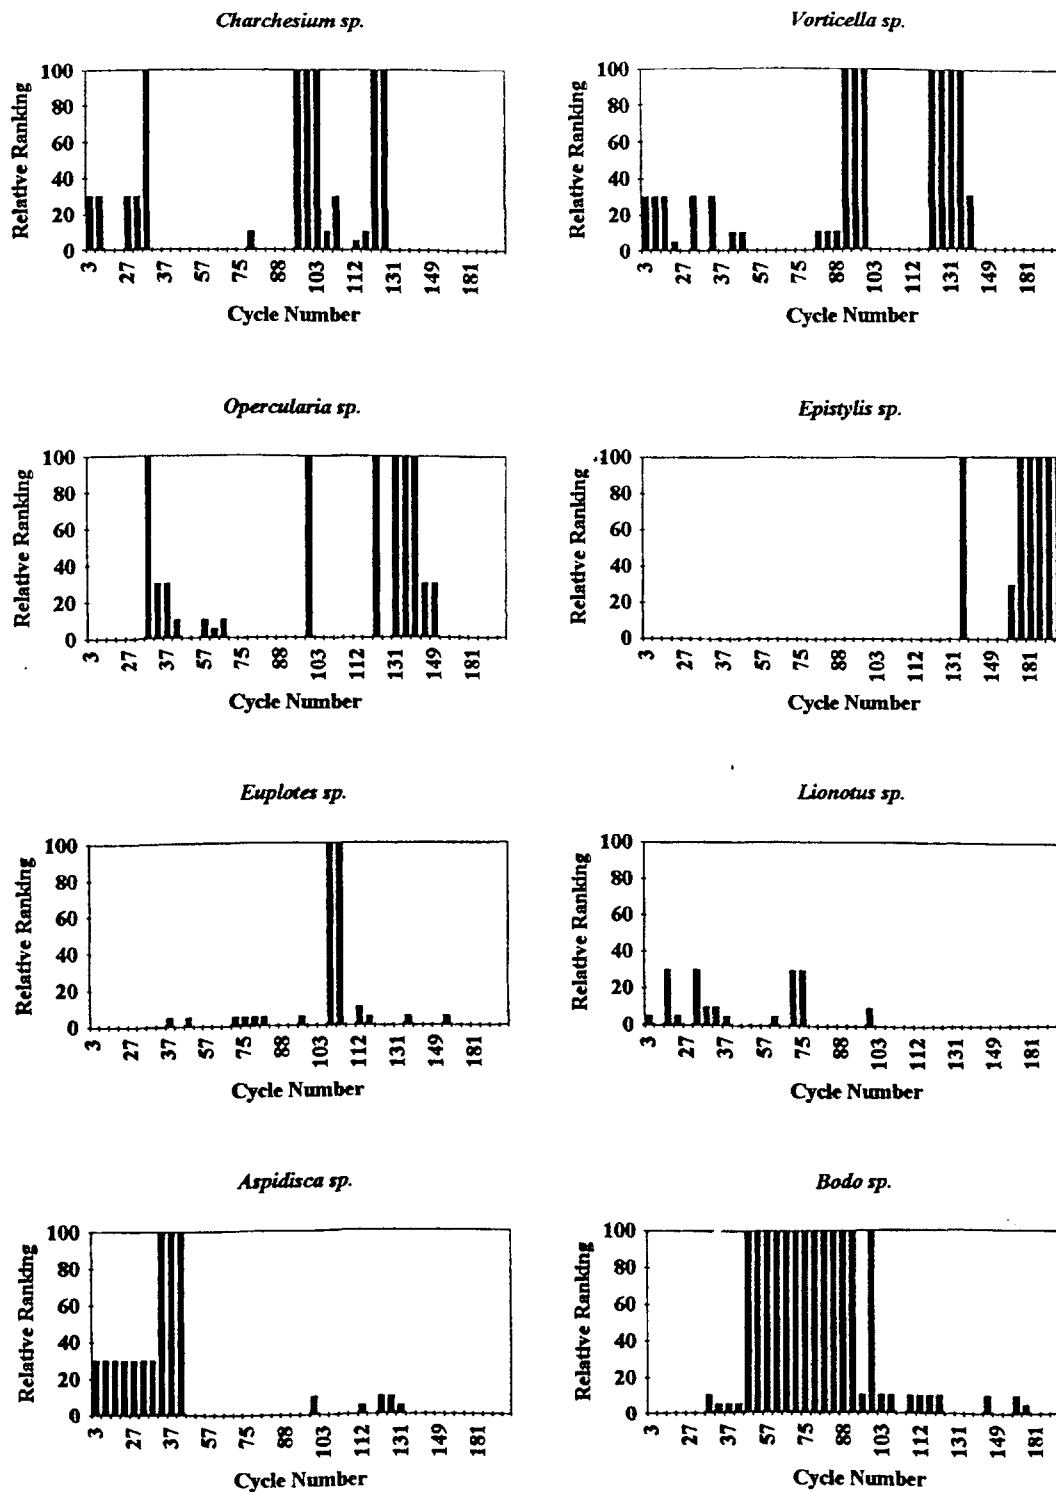 Charchesium sp.
Relative Ranking
100
80
60
40
20
0
3 27 37 57 75 88 103 112 131 149 181
Cycle Number
Vorticella sp.
Relative Ranking
100
80
60
40
20
0
3 27 37 57 75 88 103 112 131 149 181
Cycle Number
Opercularia sp.
Relative Ranking
100
80
60
40
20
0
3 27 37 57 75 88 103 112 131 149 181
Cycle Number
Epistylis sp.
Relative Ranking
100
80
60
40
20
0
3 27 37 57 75 88 103 112 131 149 181
Cycle Number
Euplotes sp.
Relative Ranking
100
80
60
40
20
0
3 27 37 57 75 88 103 112 131 149 181
Cycle Number
Lionotus sp.
Relative Ranking
100
80
60
40
20
0
3 27 37 57 75 88 103 112 131 149 181
Cycle Number
Aspidisca sp.
Relative Ranking
100
80
60
40
20
0
3 27 37 57 75 88 103 112 131 149 181
Cycle Number
Bodo sp.
Relative Ranking
100
80
60
40
20
0
3 27 37 57 75 88 103 112 131 149 181
Cycle Number